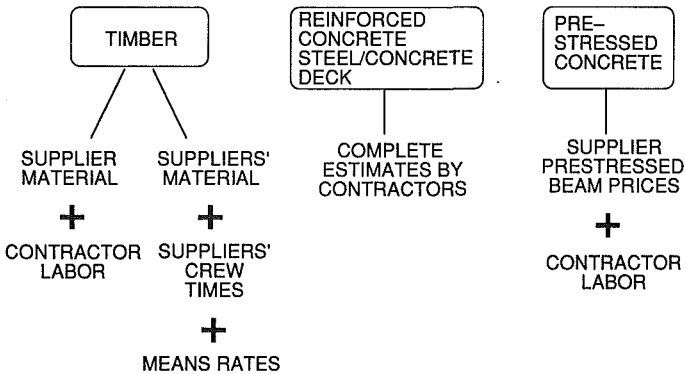 TIMBER
REINFORCED
CONCRETE
STEEL/CONCRETE
DECK
PRE–
STRESSED
CONCRETE
SUPPLIER
MATERIAL
+
CONTRACTOR
LABOR
SUPPLIERS'
MATERIAL
+
SUPPLIERS'
CREW
TIMES
+
MEANS RATES
COMPLETE
ESTIMATES BY
CONTRACTORS
SUPPLIER
PRESTRESSED
BEAM PRICES
+
CONTRACTOR
LABOR